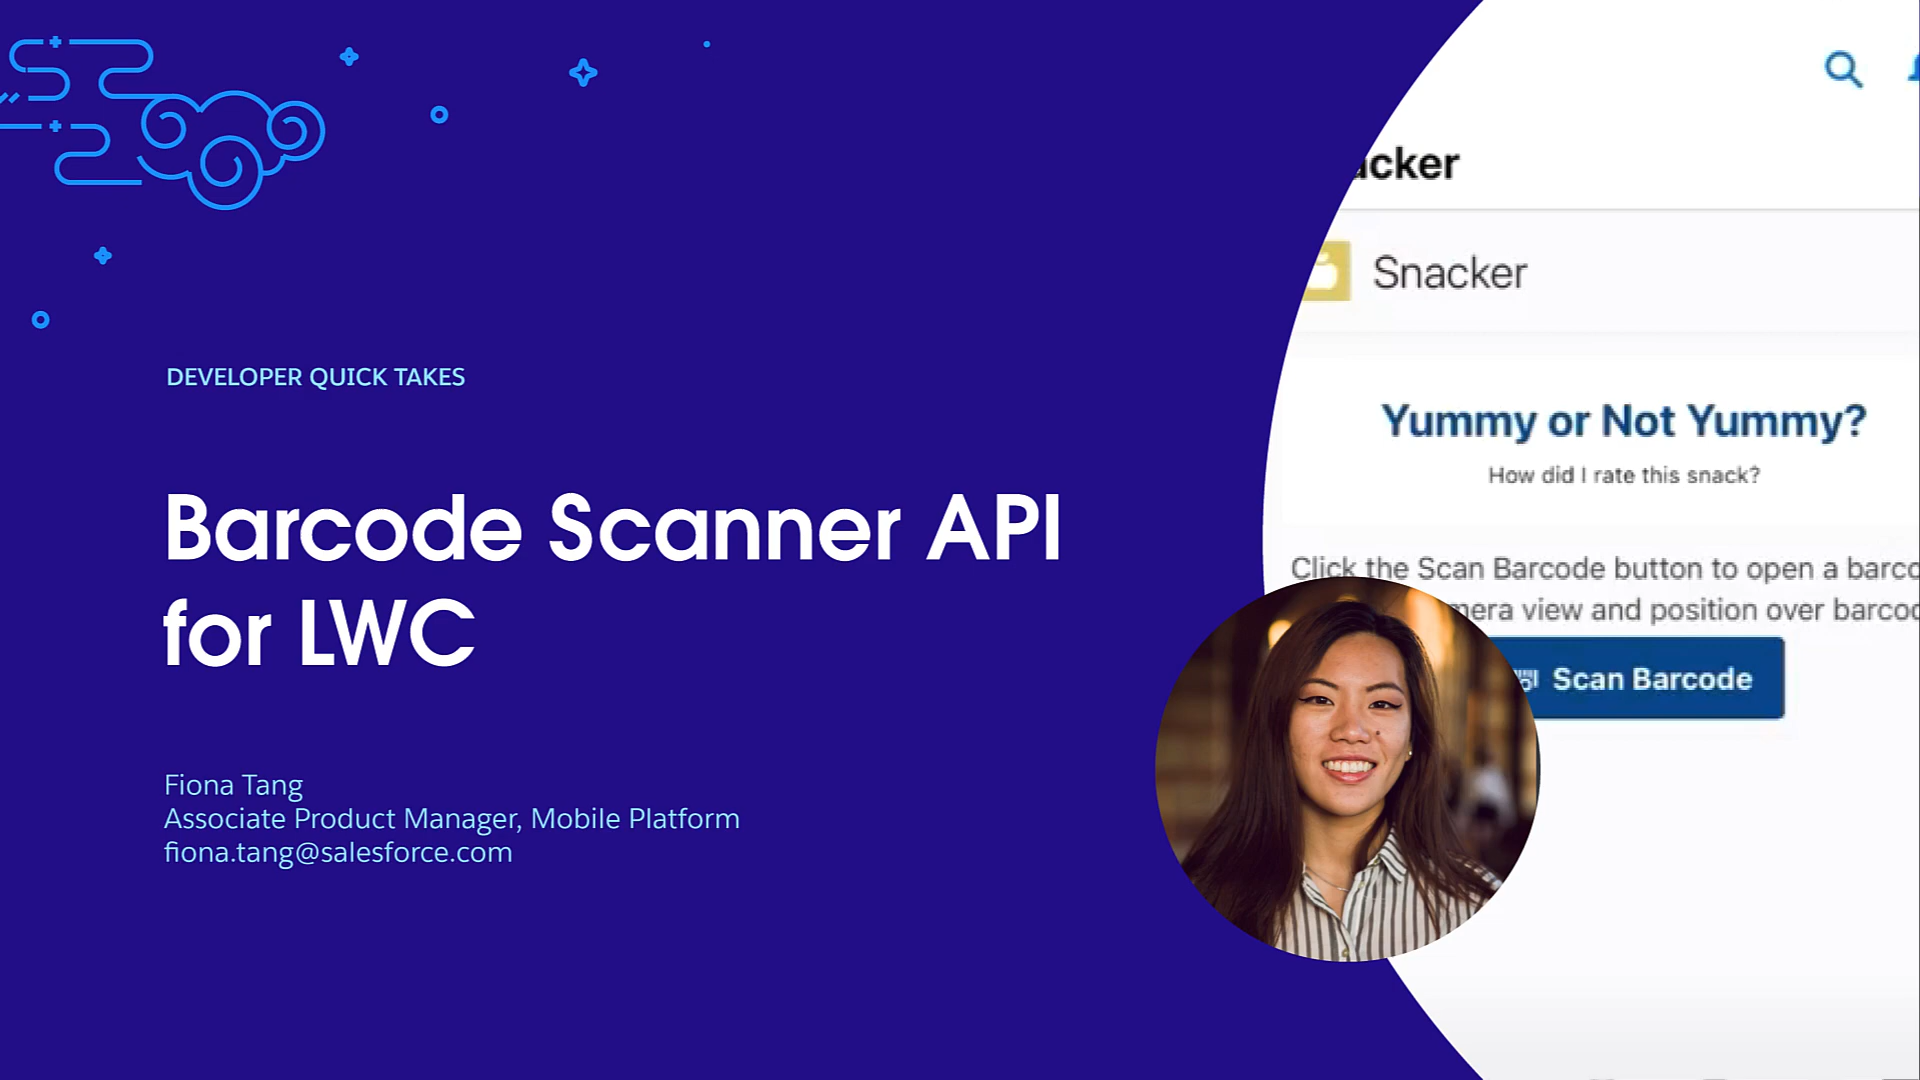 DEVELOPER QUICK TAKES
Barcode Scanner API
for LWC
Fiona Tang
Associate Product Manager, Mobile Platform
fiona.tang@salesforce.com
acker
Snacker
Yummy or Not Yummy?
How did I rate this snack?
Click the Scan Barcode button to open a barco
mera view and position over barcod
Scan Barcode